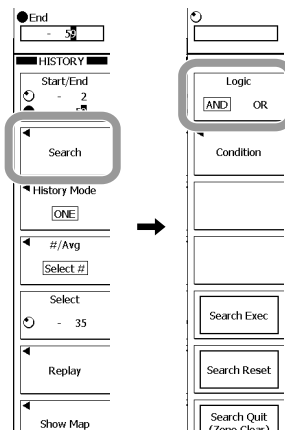 End
- 59
HISTORY
Start/End
- 2
Search
History Mode
ONE
#/Avg
Select #
Select
- 35
Replay
Show Map
Logic
AND OR
Condition
Search Exec
Search Reset
Search Quit
(Zone Clear)